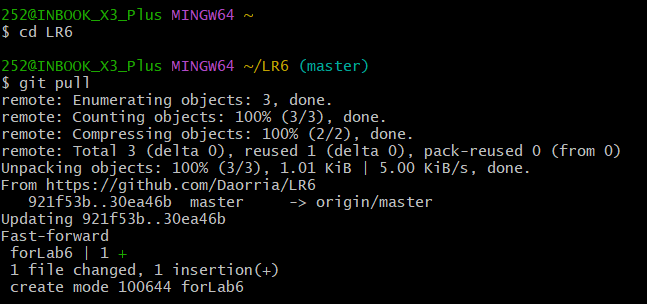 252@INBOOK_X3_Plus MINGW64 ~
$ cd LR6
252@INBOOK_X3_Plus MINGW64 ~/LR6 (master)
$ git pull
remote: Enumerating objects: 3, done.
remote: Counting objects: 100% (3/3), done.
remote: Compressing objects: 100% (2/2), done.
remote: Total 3 (delta 0), reused 1 (delta 0), pack-reused 0 (from 0)
Unpacking objects: 100% (3/3), 1.01 KiB | 5.00 KiB/s, done.
From https://github.com/Daorria/LR6
   921f53b..30ea46b  master     -> origin/master
Updating 921f53b..30ea46b
Fast-forward
 forLab6 | 1 +
 1 file changed, 1 insertion(+)
 create mode 100644 forLab6